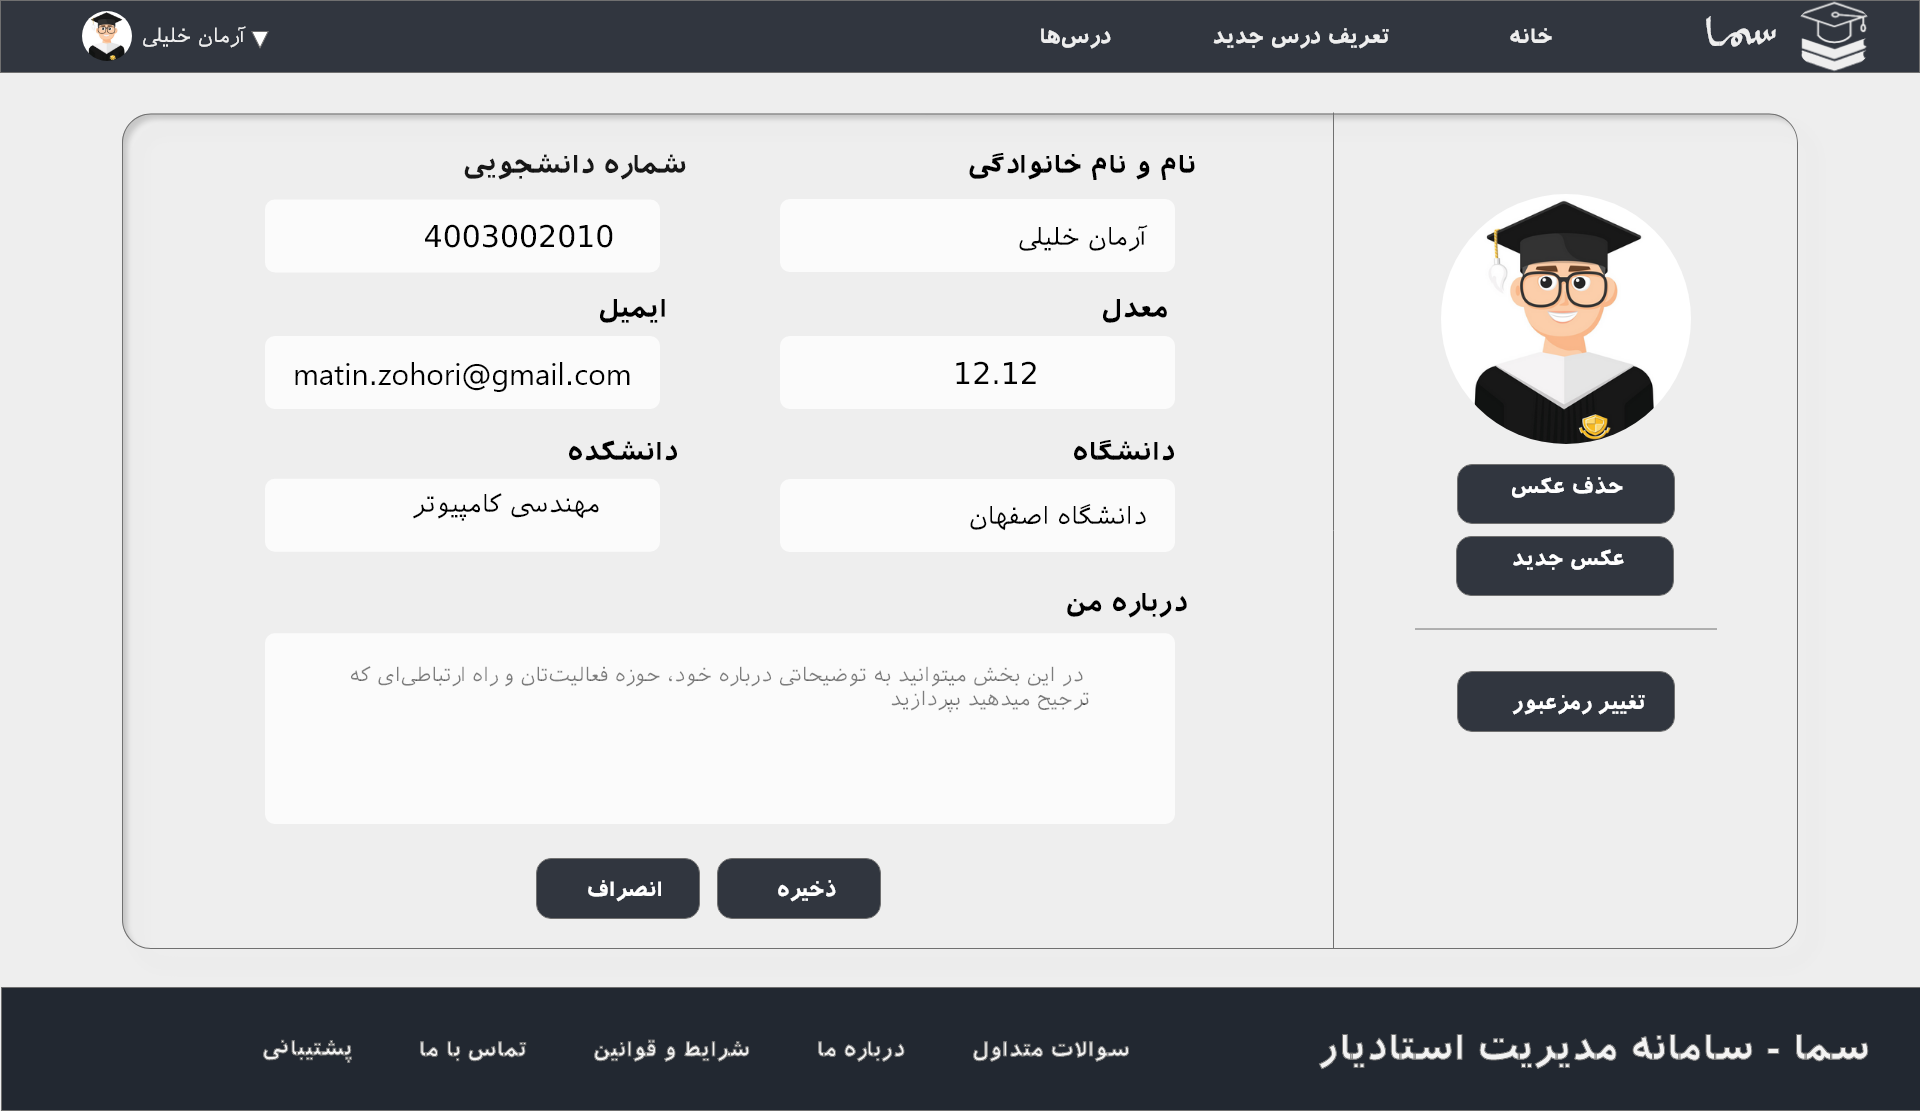 سما
خانه
تعریف درس جدید
درس‌ها
آرمان خلیلی
نام و نام خانوادگی
آرمان خلیلی
شماره دانشجویی
4003002010
معدل
12.12
ایمیل
matin.zohori@gmail.com
دانشگاه
دانشگاه اصفهان
دانشکده
مهندسی کامپیوتر
درباره من
در این بخش میتوانید به توضیحاتی درباره خود، حوزه فعالیت‌تان و راه ارتباطی‌ای که
ترجیح میدهید بپردازید
ذخیره
انصراف
حذف عکس
عکس جدید
تغییر رمزعبور
سما - سامانه مدیریت استادیار
سوالات متداول
درباره ما
شرایط و قوانین
تماس با ما
پشتیبانی